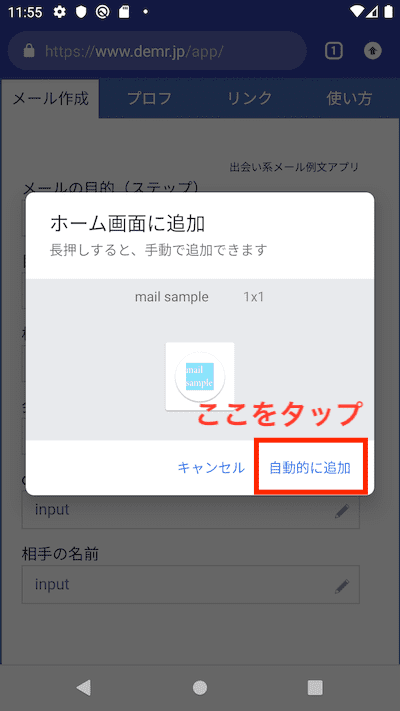 11:55
https://www.demr.jp/app/
1
メール作成
プロフ
リンク
使い方
出会い系メール例文アプリ
メールの目的（ステップ）
ホーム画面に追加
長押しすると、手動で追加できます
mail sample 1x1
mail
sample
ここをタップ
キャンセル
自動的に追加
input
相手の名前
input